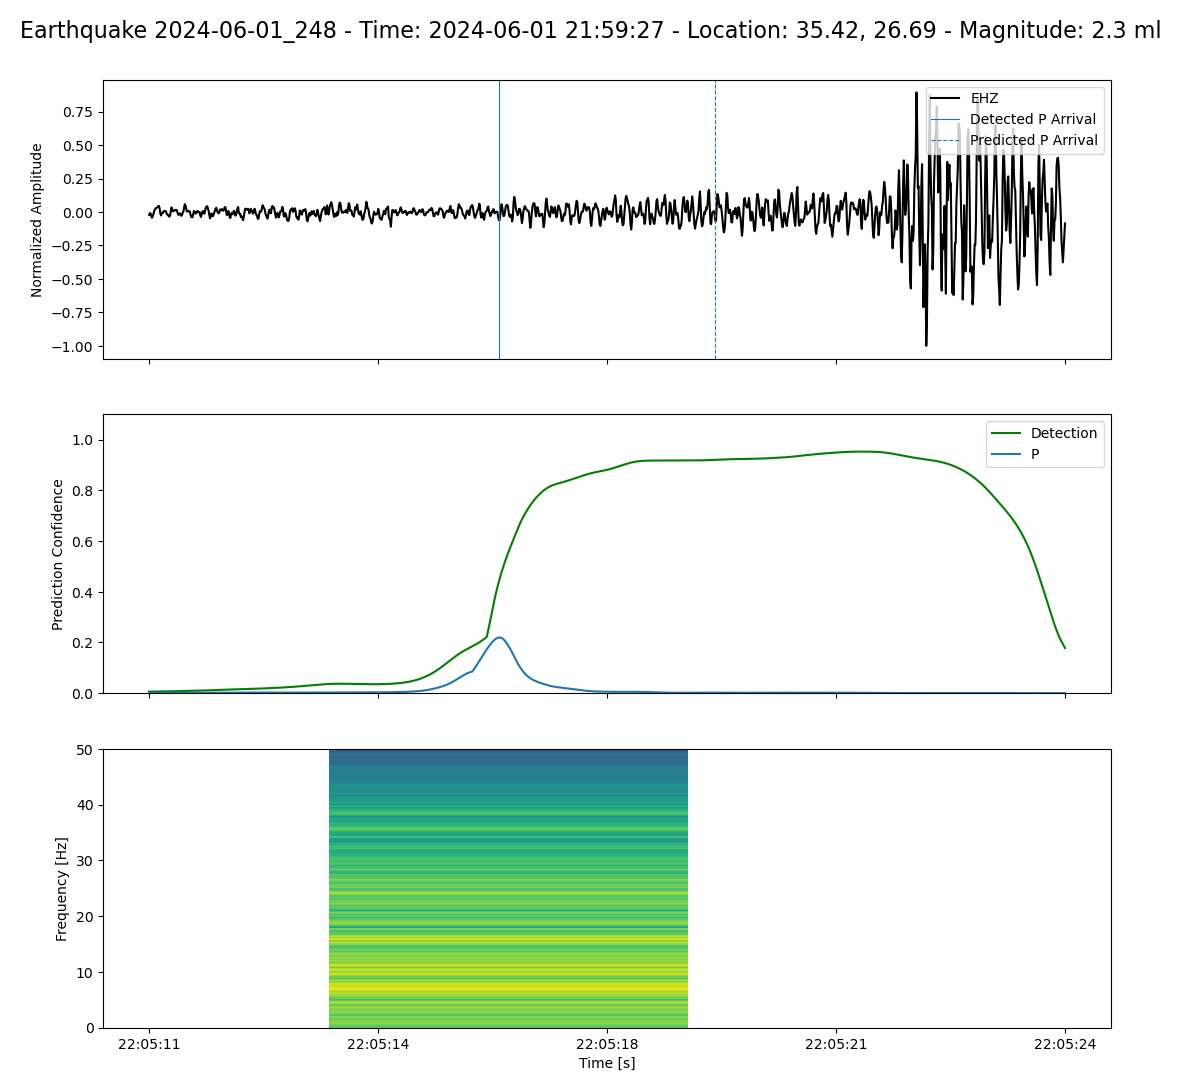 Earthquake 2024-06-01_248 - Time: 2024-06-01 21:59:27 - Location: 35.42, 26.69 - Magnitude: 2.3 ml
EHZ
Detected P Arrival
Predicted P Arrival
0.75
0.50
0.25
0.00
−0.25
−0.50
−0.75
−1.00
Normalized Amplitude
Detection
P
1.0
0.8
0.6
0.4
0.2
0.0
Prediction Confidence
50
40
30
20
10
0
Frequency [Hz]
22:05:11
22:05:14
22:05:18
22:05:21
22:05:24
Time [s]